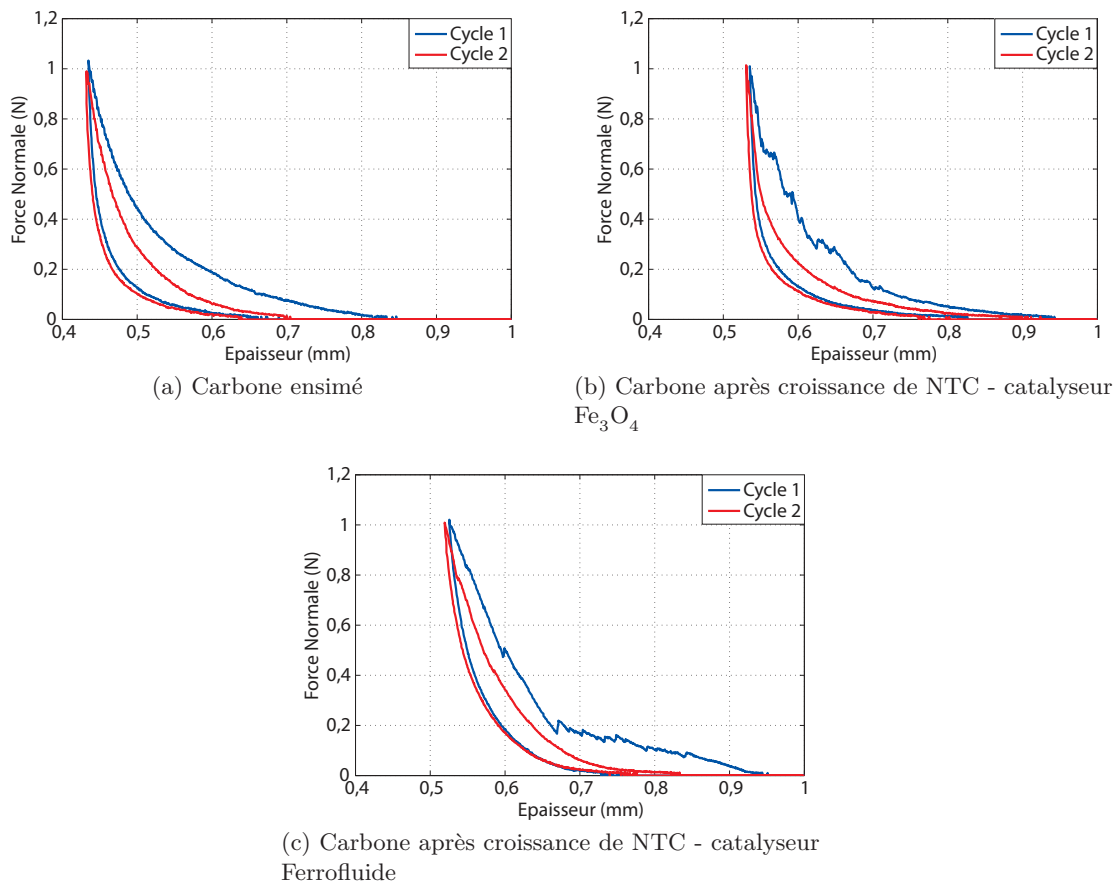 1,2
1
0,8
0,6
0,4
0,2
0
Force Normale (N)
0,4 0,5 0,6 0,7 0,8 0,9 1
Epaisseur (mm)
Cycle 1
Cycle 2
(a) Carbone ensimé
1,2
1
0,8
0,6
0,4
0,2
0
Force Normale (N)
0,4 0,5 0,6 0,7 0,8 0,9 1
Epaisseur (mm)
Cycle 1
Cycle 2
(b) Carbone après croissance de NTC - catalyseur
Fe₃O₄
1,2
1
0,8
0,6
0,4
0,2
0
Force Normale (N)
0,4 0,5 0,6 0,7 0,8 0,9 1
Epaisseur (mm)
Cycle 1
Cycle 2
(c) Carbone après croissance de NTC - catalyseur
Ferrofluide